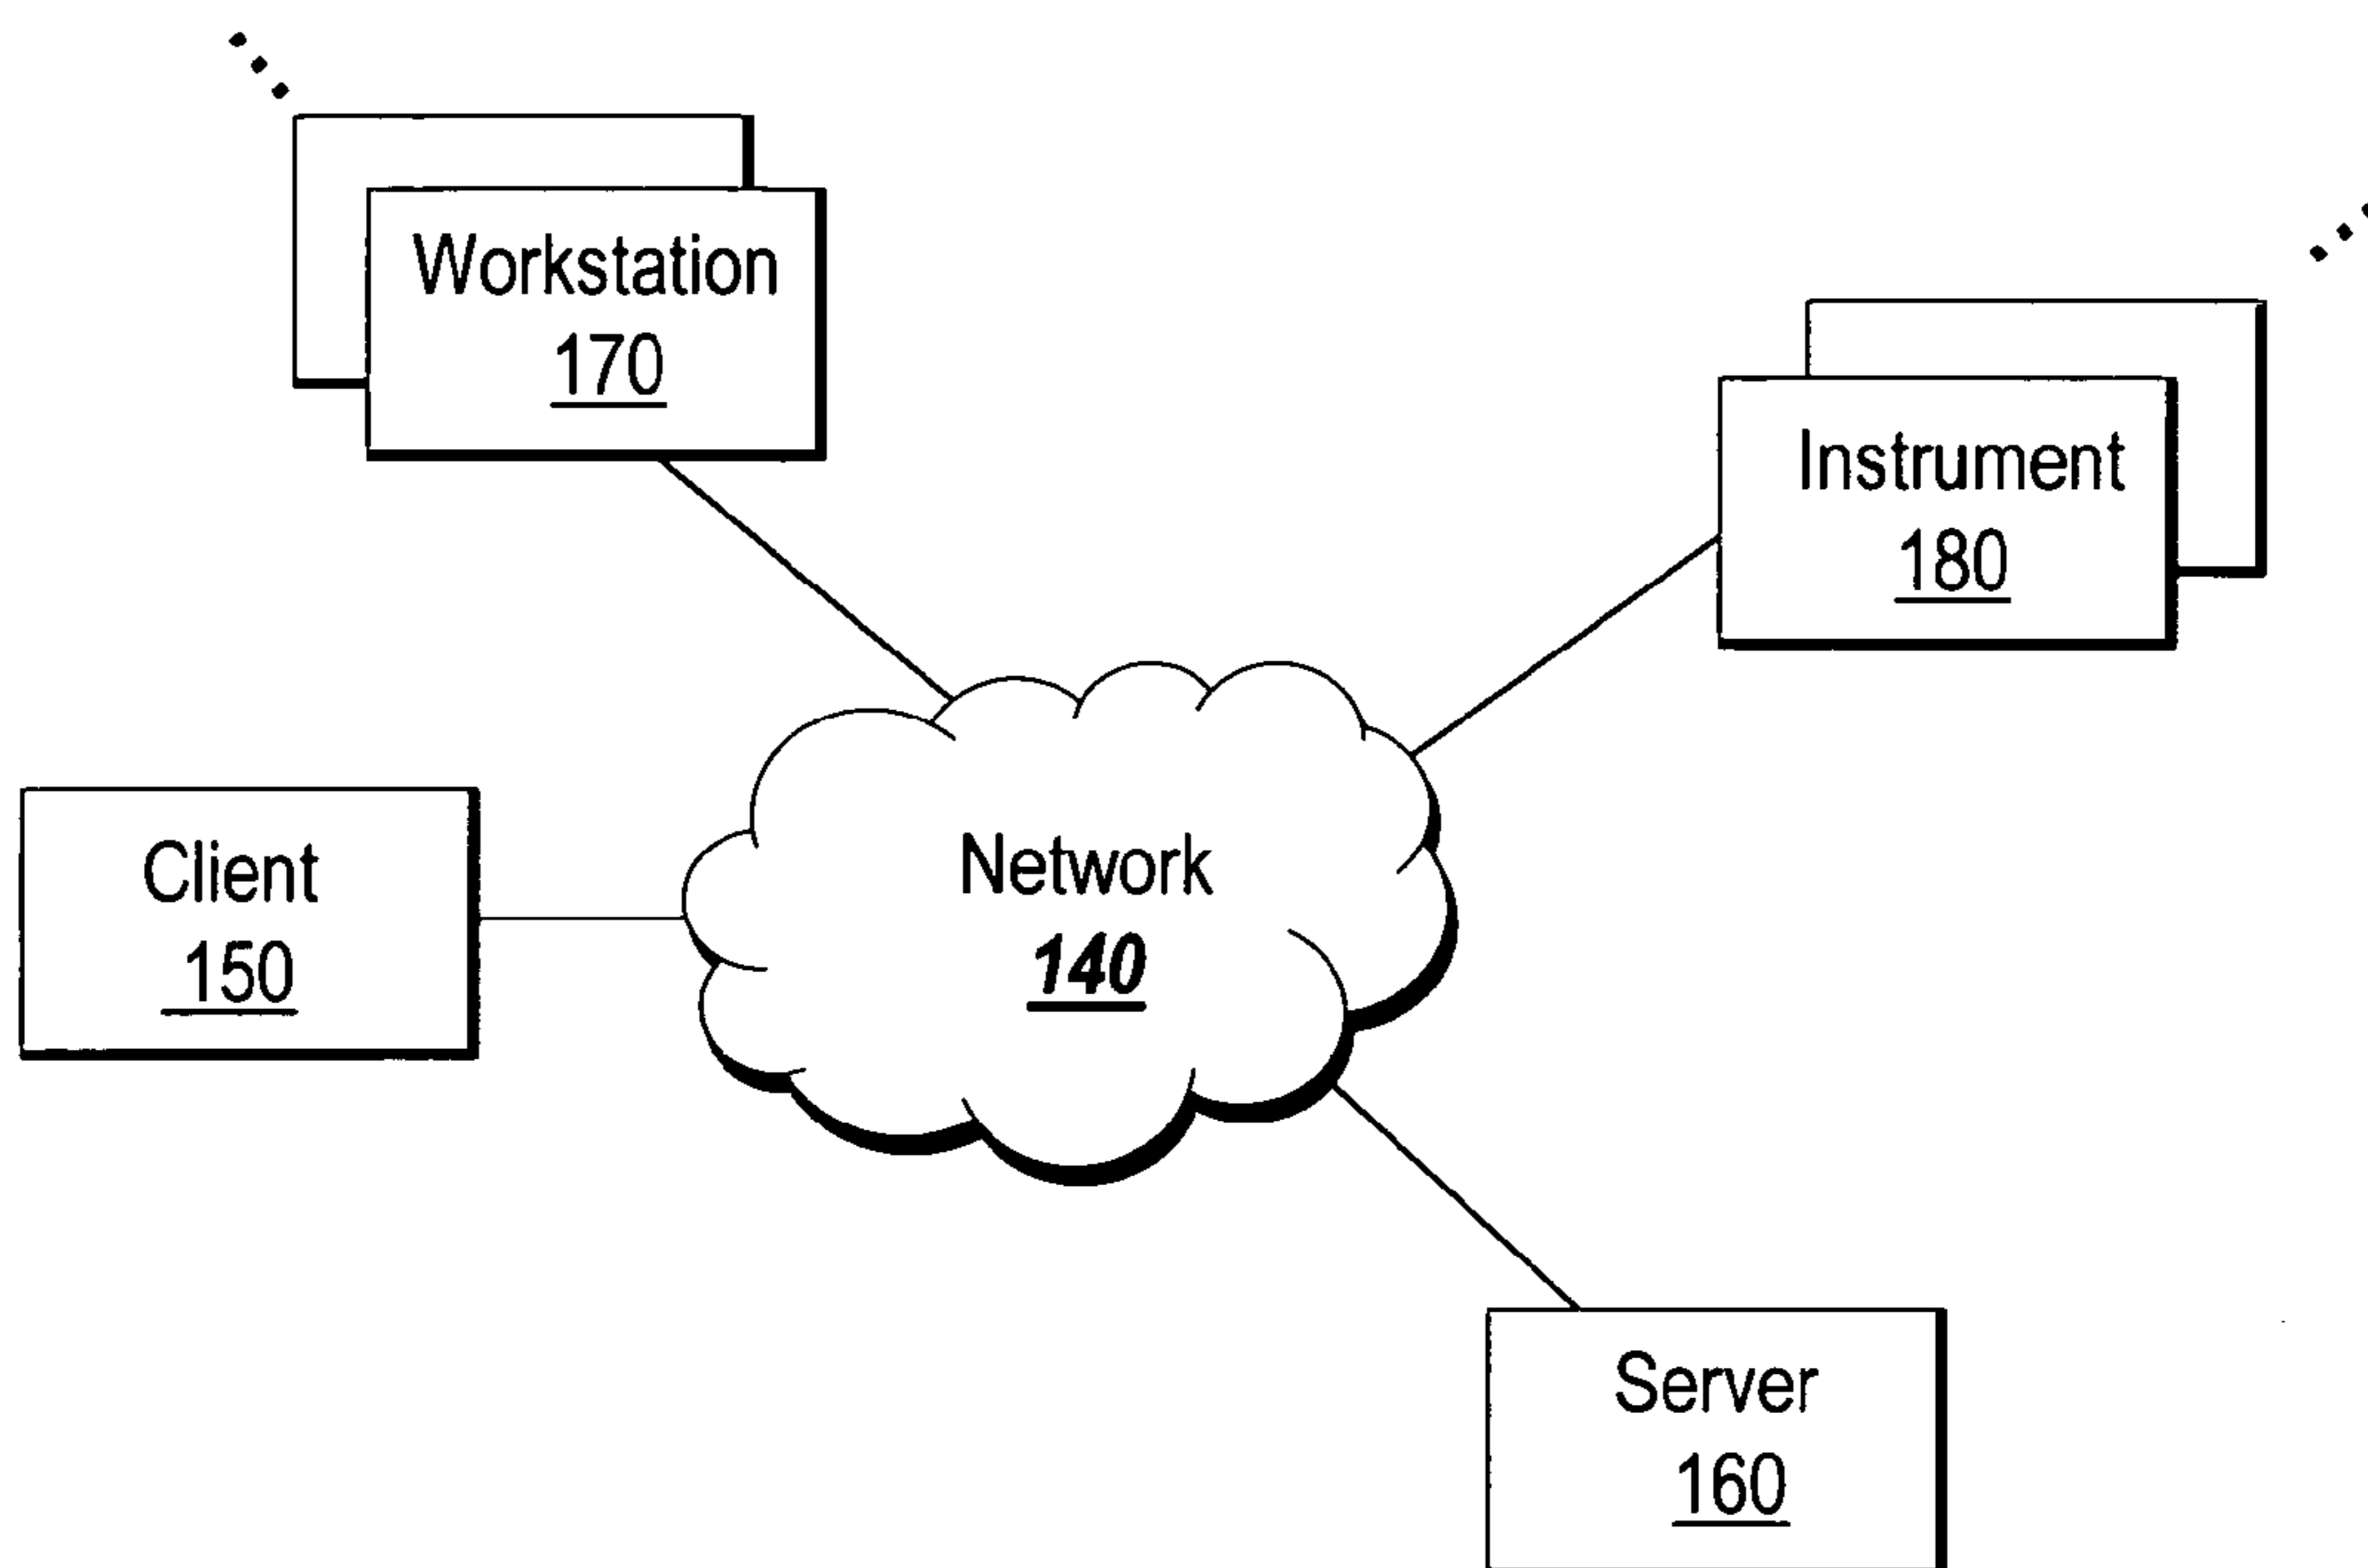 Workstation
170
Instrument
180
Client
150
Network
140
Server
160